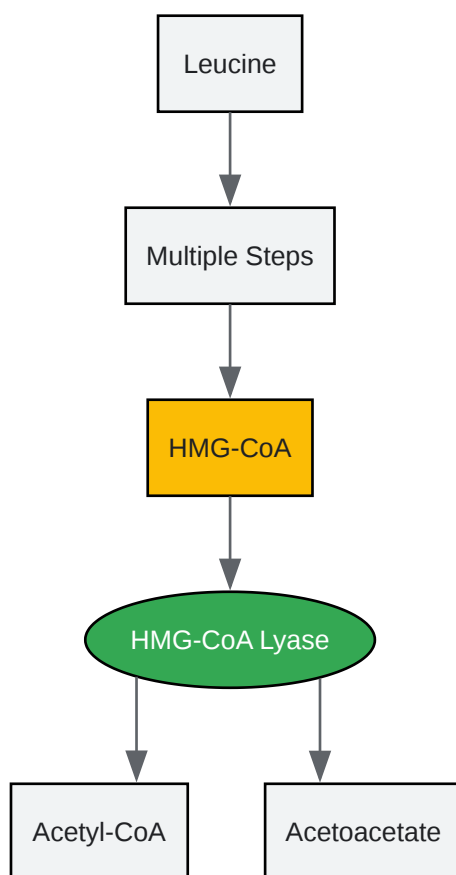 Leucine
Multiple Steps
HMG-CoA
HMG-CoA Lyase
Acetyl-CoA
Acetoacetate